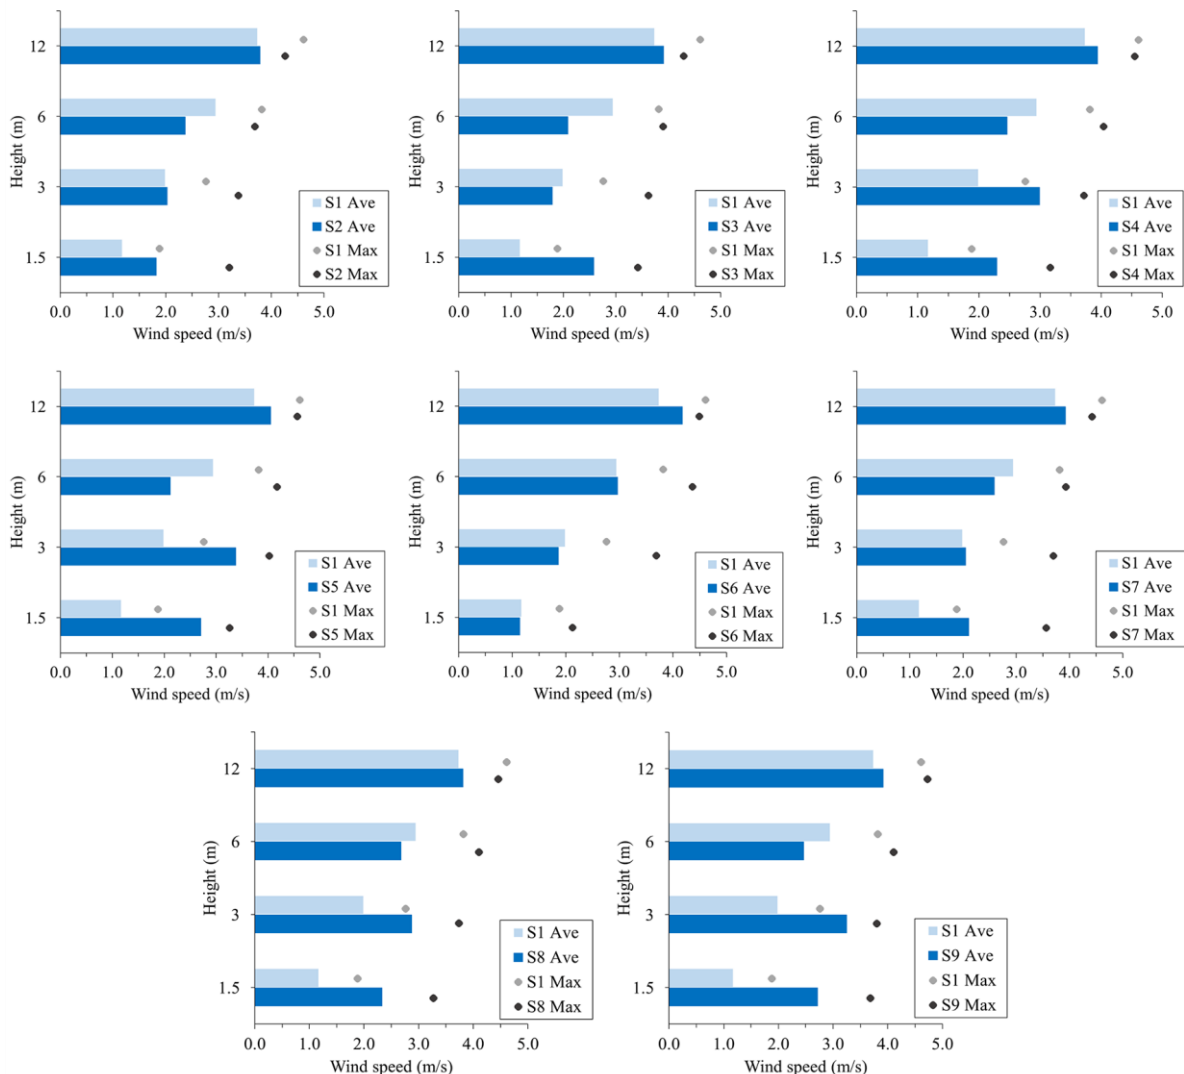 12
6
3
1.5
Height (m)
S1 Ave
S2 Ave
S1 Max
S2 Max
0.0 1.0 2.0 3.0 4.0 5.0
Wind speed (m/s)
12
6
3
1.5
Height (m)
S1 Ave
S3 Ave
S1 Max
S3 Max
0.0 1.0 2.0 3.0 4.0 5.0
Wind speed (m/s)
12
6
3
1.5
Height (m)
S1 Ave
S4 Ave
S1 Max
S4 Max
0.0 1.0 2.0 3.0 4.0 5.0
Wind speed (m/s)
12
6
3
1.5
Height (m)
S1 Ave
S5 Ave
S1 Max
S5 Max
0.0 1.0 2.0 3.0 4.0 5.0
Wind speed (m/s)
12
6
3
1.5
Height (m)
S1 Ave
S6 Ave
S1 Max
S6 Max
0.0 1.0 2.0 3.0 4.0 5.0
Wind speed (m/s)
12
6
3
1.5
Height (m)
S1 Ave
S7 Ave
S1 Max
S7 Max
0.0 1.0 2.0 3.0 4.0 5.0
Wind speed (m/s)
12
6
3
1.5
Height (m)
S1 Ave
S8 Ave
S1 Max
S8 Max
0.0 1.0 2.0 3.0 4.0 5.0
Wind speed (m/s)
12
6
3
1.5
Height (m)
S1 Ave
S9 Ave
S1 Max
S9 Max
0.0 1.0 2.0 3.0 4.0 5.0
Wind speed (m/s)